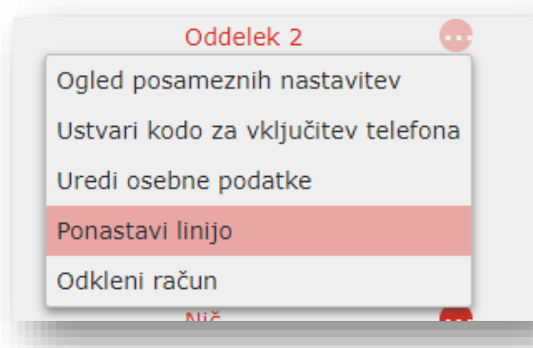 Oddelek 2
Ogled posameznih nastavitev
Ustvari kodo za vključitev telefona
Uredi osebne podatke
Ponastavi linijo
Odkleni račun
Nič